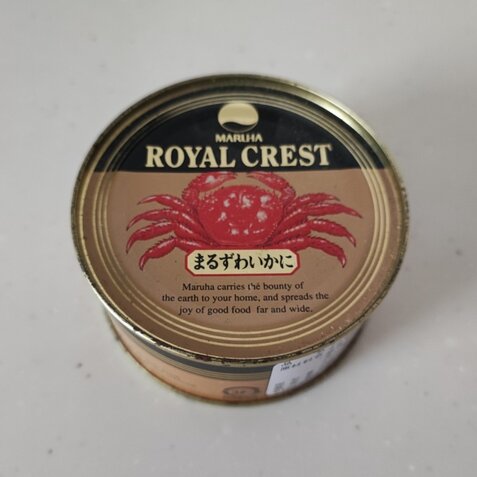 MARUHA
ROYAL CREST
まるずわいかに
Maruha carries the bounty of
the earth to your home, and spreads the
joy of good food far and wide.